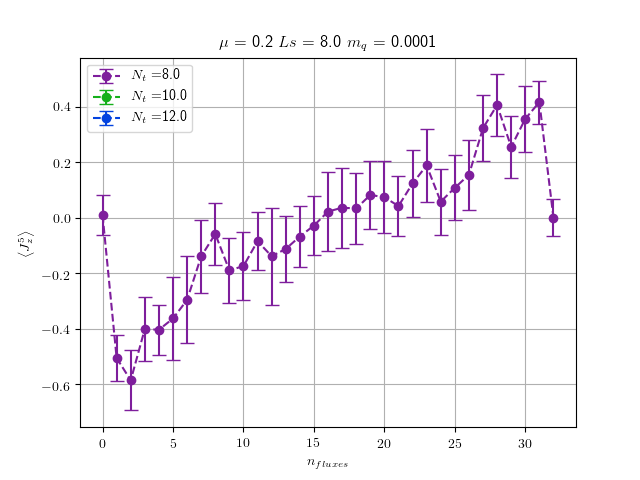 μ = 0.2 Ls = 8.0 m_q = 0.0001
N_t =8.0
N_t =10.0
N_t =12.0
0.4
0.2
0.0
−0.2
−0.4
−0.6
⟨J_z^5⟩
0 5 10 15 20 25 30
n_{fluxes}